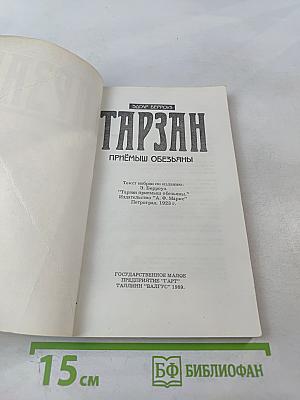 ЭДГАР БЕРРОУЗ
ТАРЗАН
ПРИЁМЫШ ОБЕЗЬЯНЫ
Текст набран по изданию:
Э. Берроуз.
"Тарзан приемыш обезьяны."
Издательство "А. Ф. Маркс"
Петроград, 1923 г.
ГОСУДАРСТВЕННОЕ МАЛОЕ
ПРЕДПРИЯТИЕ "ГАРТ"
ТАЛЛИНН "ВАЛГУС" 1989.
15 см
БФ БИБЛИОФАН